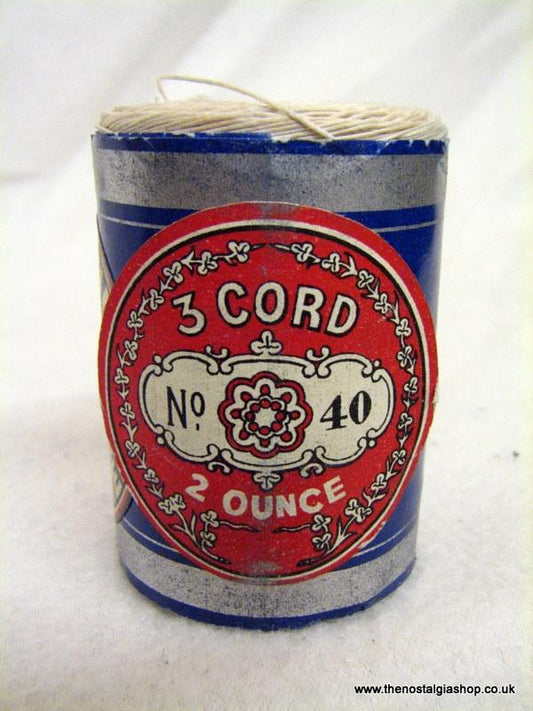 3 CORD
Nº 40
2 OUNCE
www.thenostalgiashop.co.uk